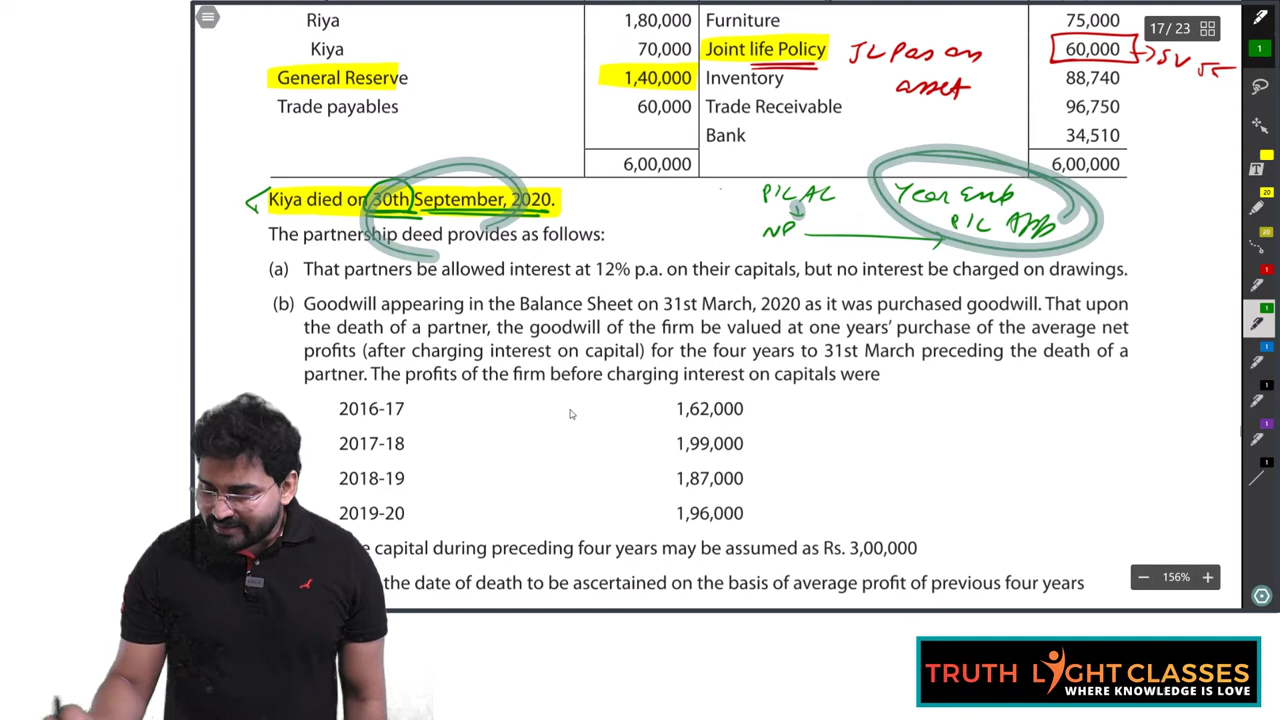 Riya 1,80,000 Furniture 75,000
17 / 23
Kiya 70,000 Joint life Policy JLP as an 60,000 → SV
General Reserve 1,40,000 Inventory asset 88,740
Trade payables 60,000 Trade Receivable 96,750
Bank 34,510
6,00,000 6,00,000
Kiya died on 30th September, 2020. P/L AC Year End
The partnership deed provides as follows: NP P/L App
(a) That partners be allowed interest at 12% p.a. on their capitals, but no interest be charged on drawings.
(b) Goodwill appearing in the Balance Sheet on 31st March, 2020 as it was purchased goodwill. That upon
the death of a partner, the goodwill of the firm be valued at one years' purchase of the average net
profits (after charging interest on capital) for the four years to 31st March preceding the death of a
partner. The profits of the firm before charging interest on capitals were
2016-17 1,62,000
2017-18 1,99,000
2018-19 1,87,000
2019-20 1,96,000
capital during preceding four years may be assumed as Rs. 3,00,000
the date of death to be ascertained on the basis of average profit of previous four years
156%
TRUTH LIGHT CLASSES
WHERE KNOWLEDGE IS LOVE